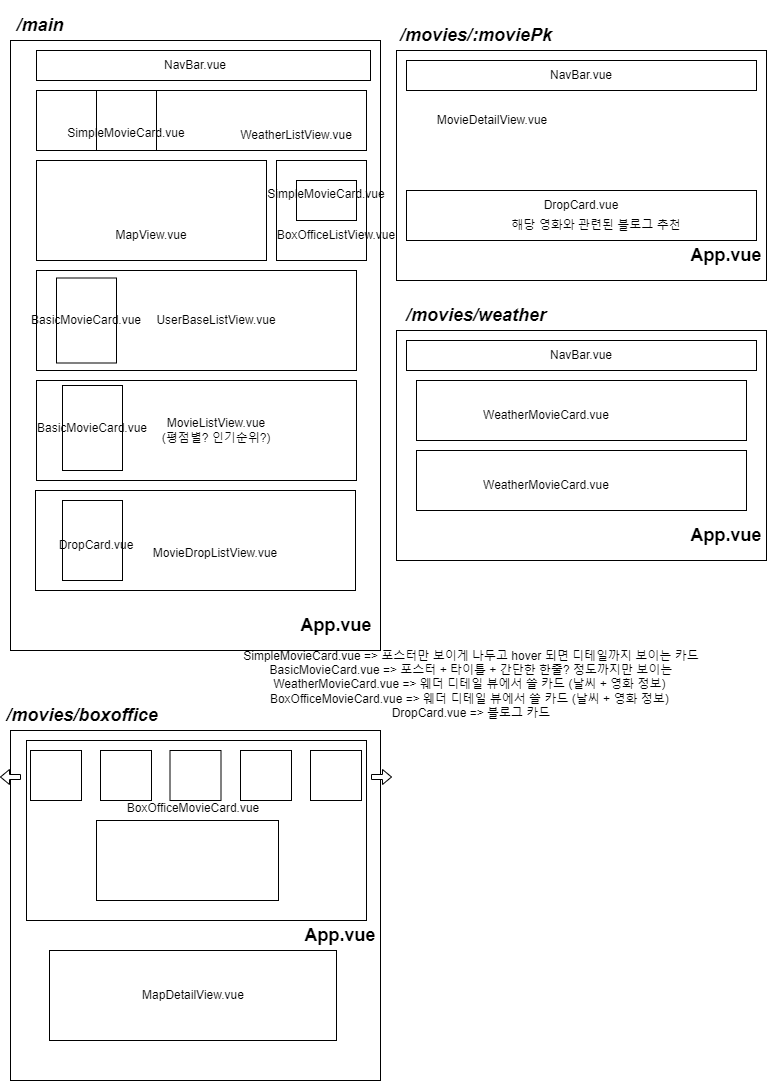 /main
NavBar.vue
SimpleMovieCard.vue
WeatherListView.vue
SimpleMovieCard.vue
MapView.vue
BoxOfficeListView.vue
BasicMovieCard.vue
UserBaseListView.vue
BasicMovieCard.vue
MovieListView.vue
(평점별? 인기순위?)
DropCard.vue
MovieDropListView.vue
App.vue
/movies/:moviePk
NavBar.vue
MovieDetailView.vue
DropCard.vue
해당 영화와 관련된 블로그 추천
App.vue
/movies/weather
NavBar.vue
WeatherMovieCard.vue
WeatherMovieCard.vue
App.vue
SimpleMovieCard.vue => 포스터만 보이게 나두고 hover 되면 디테일까지 보이는 카드
BasicMovieCard.vue => 포스터 + 타이틀 + 간단한 한줄? 정도까지만 보이는
WeatherMovieCard.vue => 웨더 디테일 뷰에서 쓸 카드 (날씨 + 영화 정보)
BoxOfficeMovieCard.vue => 웨더 디테일 뷰에서 쓸 카드 (날씨 + 영화 정보)
DropCard.vue => 블로그 카드
/movies/boxoffice
BoxOfficeMovieCard.vue
App.vue
MapDetailView.vue